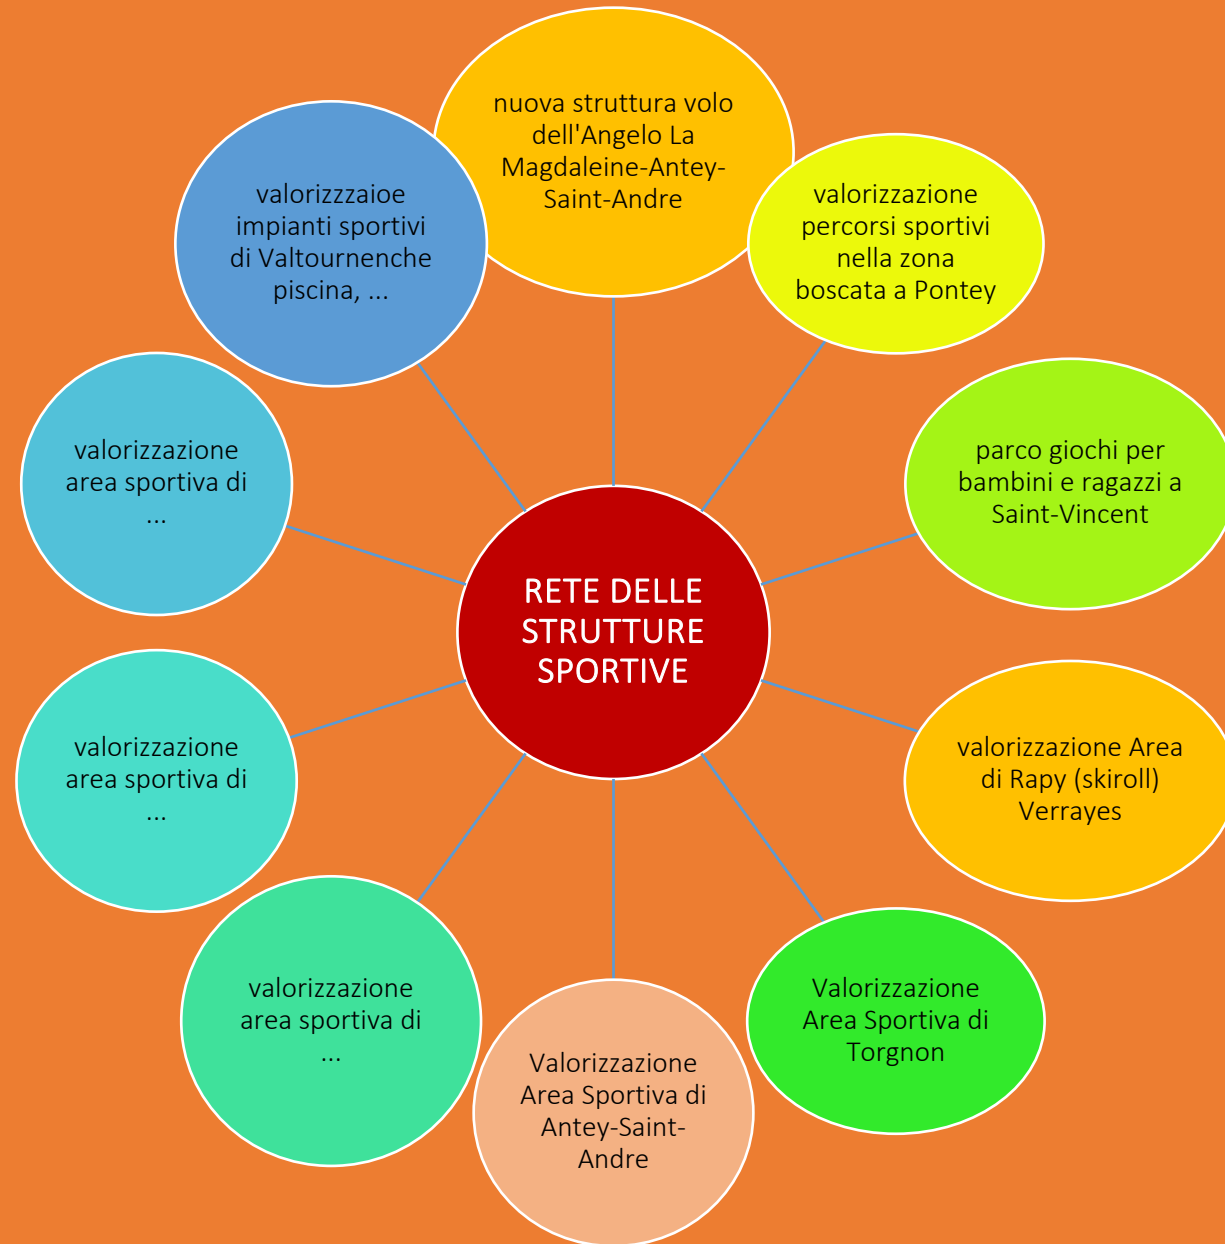 nuova struttura volo
dell'Angelo La
Magdaleine-Antey-
Saint-Andre
valorizzazione
percorsi sportivi
nella zona
boscata a Pontey
parco giochi per
bambini e ragazzi a
Saint-Vincent
valorizzazione Area
di Rapy (skiroll)
Verrayes
Valorizzazione
Area Sportiva di
Torgnon
Valorizzazione
Area Sportiva di
Antey-Saint-
Andre
valorizzazione
area sportiva di
...
valorizzazione
area sportiva di
...
valorizzazione
area sportiva di
...
valorizzzaioe
impianti sportivi
di Valtournenche
piscina, ...
RETE DELLE
STRUTTURE
SPORTIVE